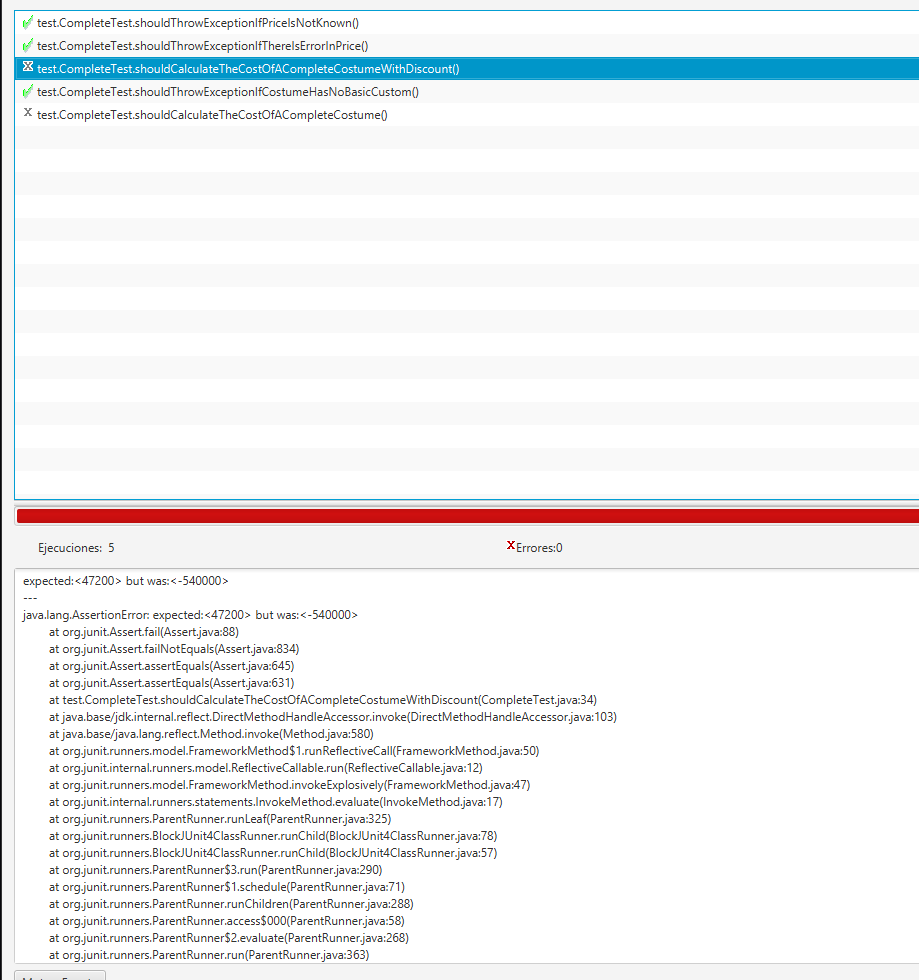 test.CompleteTest.shouldThrowExceptionIfPriceIsNotKnown()
test.CompleteTest.shouldThrowExceptionIfThereIsErrorInPrice()
test.CompleteTest.shouldCalculateTheCostOfACompleteCostumeWithDiscount()
test.CompleteTest.shouldThrowExceptionIfCostumeHasNoBasicCustom()
test.CompleteTest.shouldCalculateTheCostOfACompleteCostume()
Ejecuciones: 5
Errores:0
expected:<47200> but was:<-540000>
---
java.lang.AssertionError: expected:<47200> but was:<-540000>
at org.junit.Assert.fail(Assert.java:88)
at org.junit.Assert.failNotEquals(Assert.java:834)
at org.junit.Assert.assertEquals(Assert.java:645)
at org.junit.Assert.assertEquals(Assert.java:631)
at test.CompleteTest.shouldCalculateTheCostOfACompleteCostumeWithDiscount(CompleteTest.java:34)
at java.base/jdk.internal.reflect.DirectMethodHandleAccessor.invoke(DirectMethodHandleAccessor.java:103)
at java.base/java.lang.reflect.Method.invoke(Method.java:580)
at org.junit.runners.model.FrameworkMethod$1.runReflectiveCall(FrameworkMethod.java:50)
at org.junit.internal.runners.model.ReflectiveCallable.run(ReflectiveCallable.java:12)
at org.junit.runners.model.FrameworkMethod.invokeExplosively(FrameworkMethod.java:47)
at org.junit.internal.runners.statements.InvokeMethod.evaluate(InvokeMethod.java:17)
at org.junit.runners.ParentRunner.runLeaf(ParentRunner.java:325)
at org.junit.runners.BlockJUnit4ClassRunner.runChild(BlockJUnit4ClassRunner.java:78)
at org.junit.runners.BlockJUnit4ClassRunner.runChild(BlockJUnit4ClassRunner.java:57)
at org.junit.runners.ParentRunner$3.run(ParentRunner.java:290)
at org.junit.runners.ParentRunner$1.schedule(ParentRunner.java:71)
at org.junit.runners.ParentRunner.runChildren(ParentRunner.java:288)
at org.junit.runners.ParentRunner.access$000(ParentRunner.java:58)
at org.junit.runners.ParentRunner$2.evaluate(ParentRunner.java:268)
at org.junit.runners.ParentRunner.run(ParentRunner.java:363)